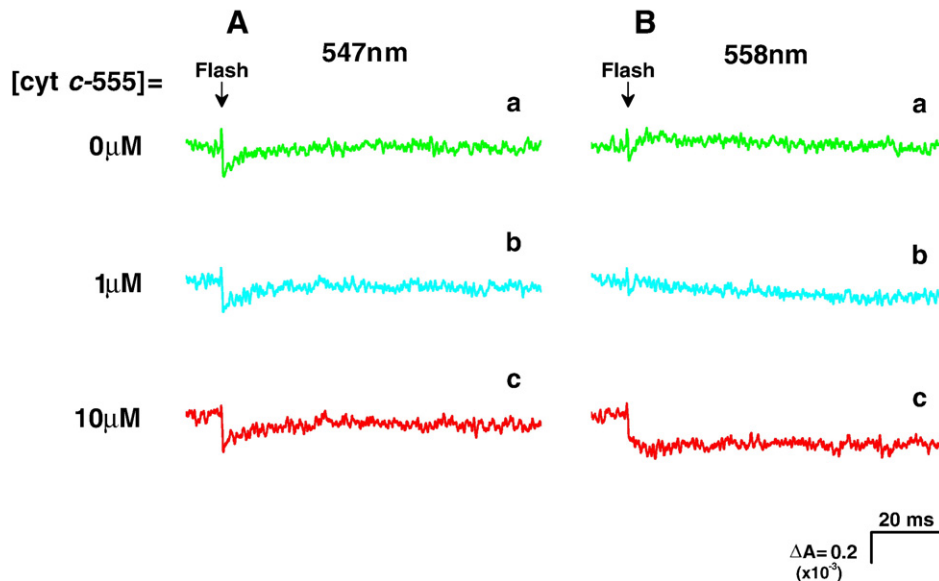 A
B
547nm
558nm
[cyt c-555]=
Flash
Flash
a
a
0μM
b
b
1μM
c
c
10μM
20 ms
ΔA=0.2
(x10⁻³)